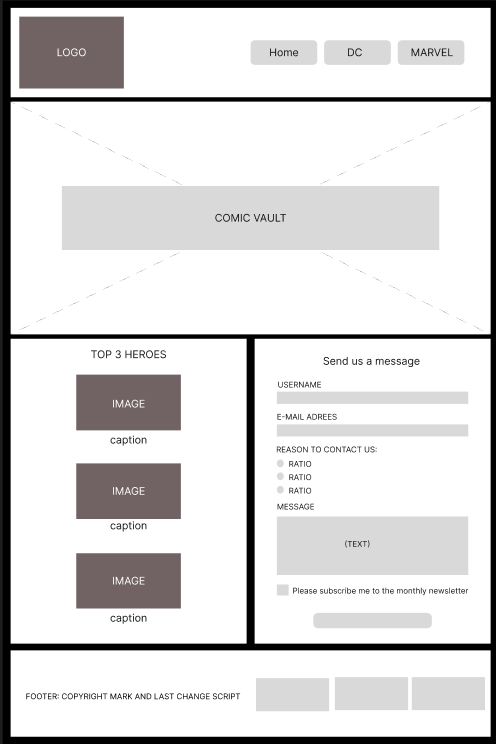 LOGO
Home
DC
MARVEL
COMIC VAULT
TOP 3 HEROES
IMAGE
caption
IMAGE
caption
IMAGE
caption
Send us a message
USERNAME
E-MAIL ADREES
REASON TO CONTACT US:
RATIO
RATIO
RATIO
MESSAGE
(TEXT)
Please subscribe me to the monthly newsletter
FOOTER: COPYRIGHT MARK AND LAST CHANGE SCRIPT